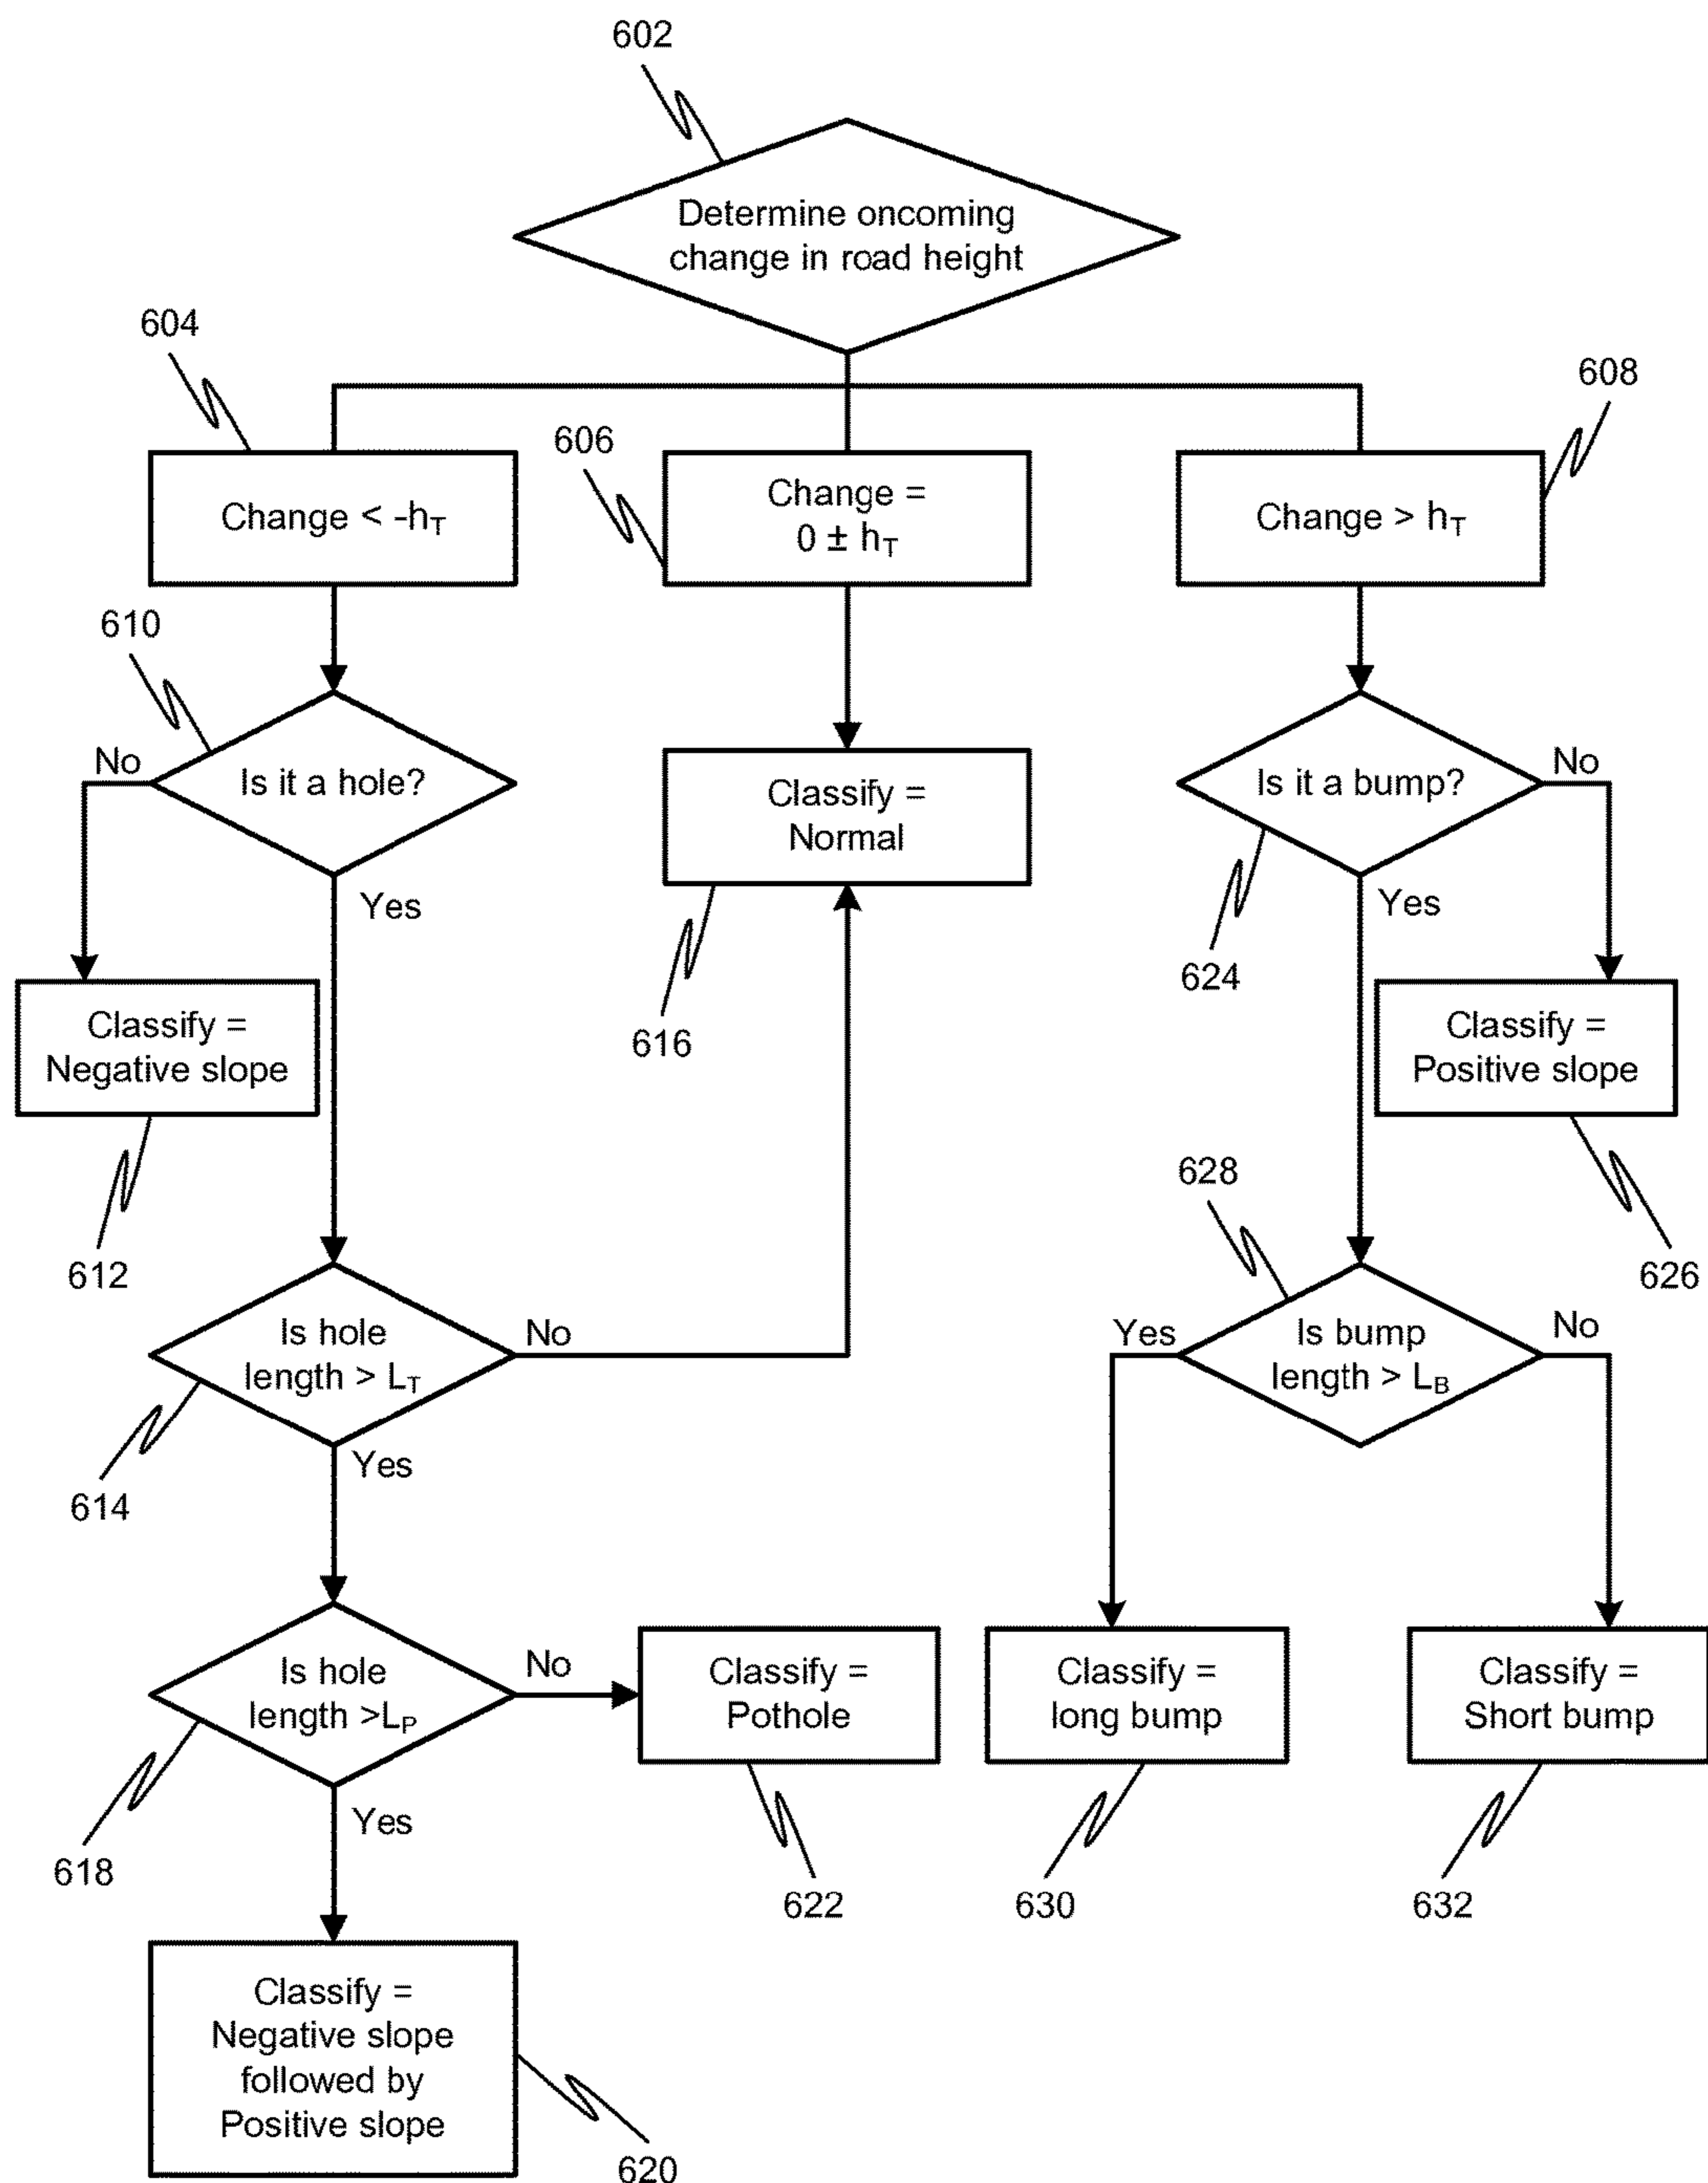 602
Determine oncoming
change in road height
604
608
606
Change < -hT
Change =
0 ± hT
Change > hT
610
No
Is it a hole?
Yes
Classify =
Normal
616
Is it a bump?
No
Yes
624
Classify =
Negative slope
612
Classify =
Positive slope
626
628
Is hole
length > LT
No
Yes
614
Yes
Is bump
length > LB
No
Is hole
length >LP
No
Yes
618
Classify =
Pothole
622
Classify =
long bump
630
Classify =
Short bump
632
Classify =
Negative slope
followed by
Positive slope
620